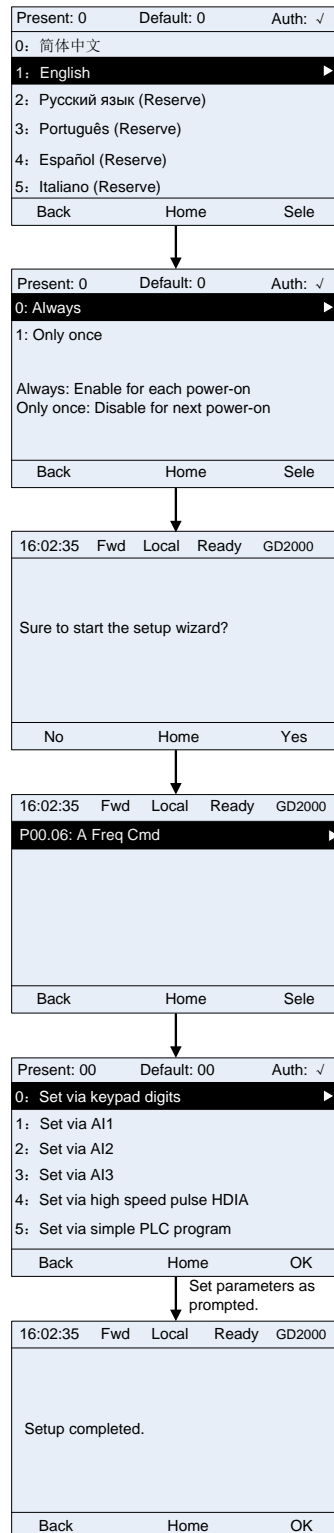 Present: 0 Default: 0 Auth: √
0：简体中文
1：English
2：Русский язык (Reserve)
3：Português (Reserve)
4：Español (Reserve)
5：Italiano (Reserve)
Back Home Sele
Present: 0 Default: 0 Auth: √
0: Always
1: Only once
Always: Enable for each power-on
Only once: Disable for next power-on
Back Home Sele
16:02:35 Fwd Local Ready GD2000
Sure to start the setup wizard?
No Home Yes
16:02:35 Fwd Local Ready GD2000
P00.06: A Freq Cmd
Back Home Sele
Present: 00 Default: 00 Auth: √
0：Set via keypad digits
1：Set via AI1
2：Set via AI2
3：Set via AI3
4：Set via high speed pulse HDIA
5：Set via simple PLC program
Back Home OK
Set parameters as
prompted.
16:02:35 Fwd Local Ready GD2000
Setup completed.
Back Home OK